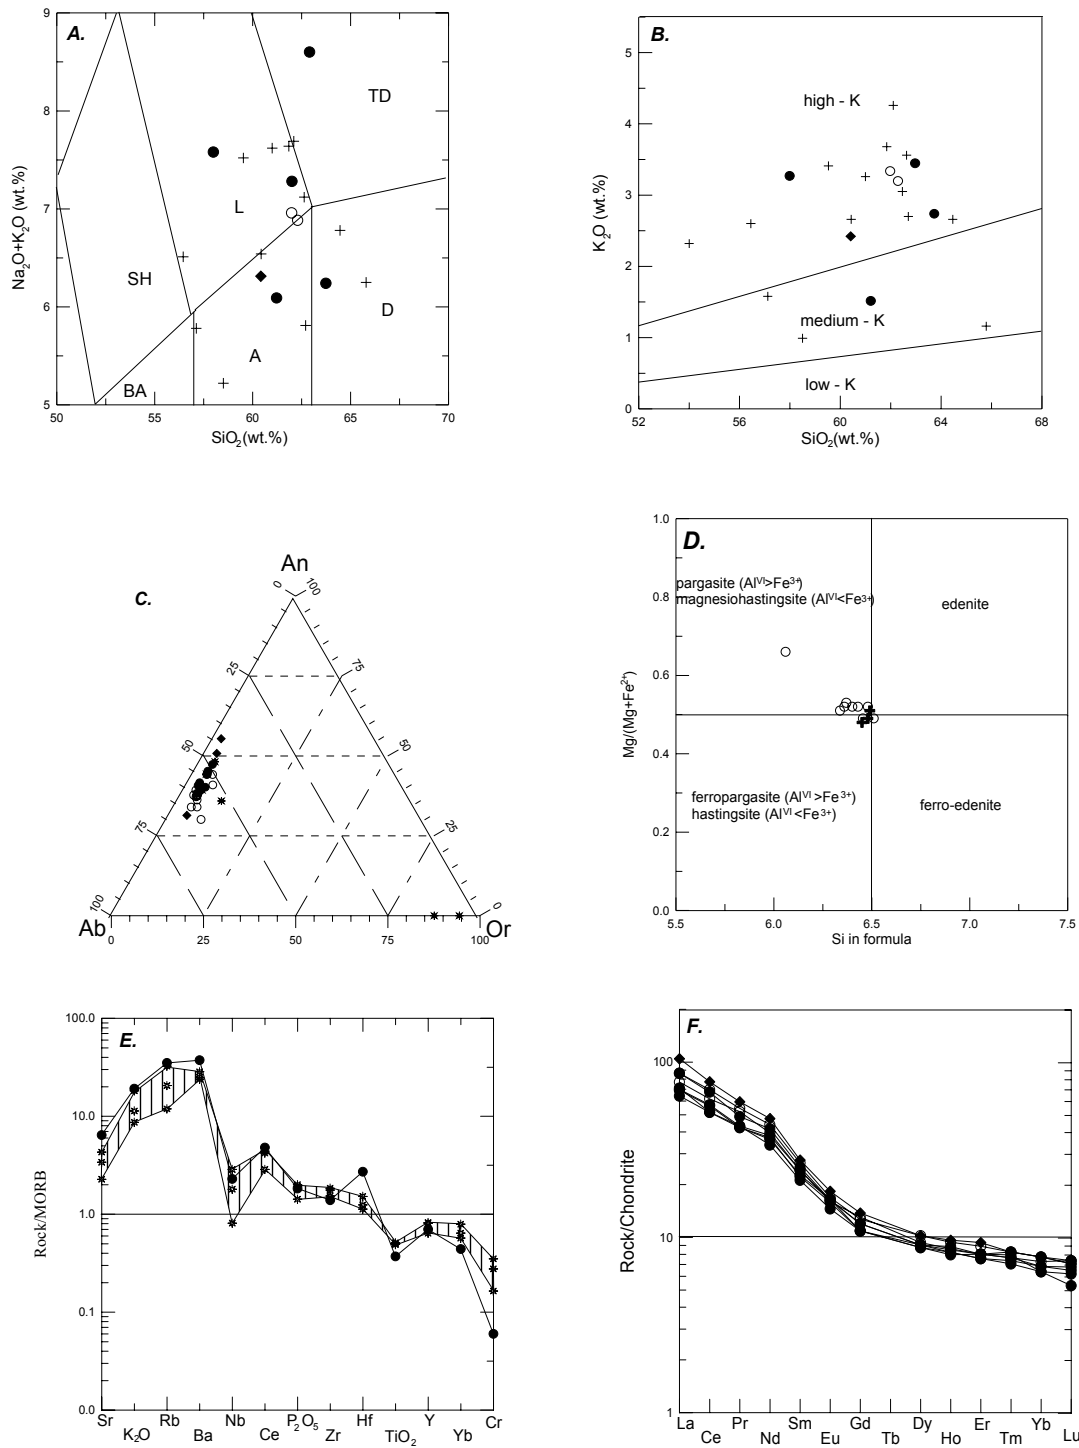 A.
9
8
7
6
5
50
55
60
65
70
TD
L
SH
D
A
BA
Na2O+K2O (wt.%)
SiO2(wt.%)
B.
5
4
3
2
1
0
52
56
60
64
68
high - K
medium - K
low - K
K2O (wt.%)
SiO2(wt.%)
C.
An
0
100
25
75
50
50
75
25
100
0
Ab
Or
0
25
50
75
100
D.
1.0
0.8
0.6
0.4
0.2
0.0
5.5
6.0
6.5
7.0
7.5
pargasite (AlVI>Fe3+)
magnesiohastingsite (AlVI<Fe3+)
edenite
ferropargasite (AlVI >Fe3+)
hastingsite (AlVI <Fe3+)
ferro-edenite
Mg/(Mg+Fe2+)
Si in formula
E.
100.0
10.0
1.0
0.1
0.0
Rock/MORB
Sr
K2O
Rb
Ba
Nb
Ce
P2O5
Zr
Hf
TiO2
Y
Yb
Cr
F.
100
10
1
Rock/Chondrite
La
Ce
Pr
Nd
Sm
Eu
Gd
Tb
Dy
Ho
Er
Tm
Yb
Lu